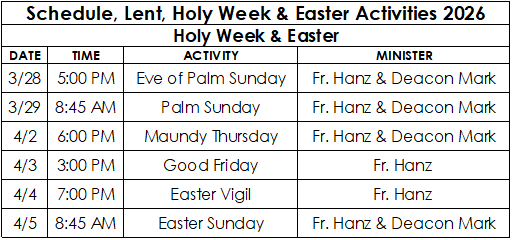 Schedule, Lent, Holy Week & Easter Activities 2026
Holy Week & Easter
DATE TIME ACTIVITY MINISTER
3/28 5:00 PM Eve of Palm Sunday Fr. Hanz & Deacon Mark
3/29 8:45 AM Palm Sunday Fr. Hanz & Deacon Mark
4/2 6:00 PM Maundy Thursday Fr. Hanz & Deacon Mark
4/3 3:00 PM Good Friday Fr. Hanz
4/4 7:00 PM Easter Vigil Fr. Hanz
4/5 8:45 AM Easter Sunday Fr. Hanz & Deacon Mark